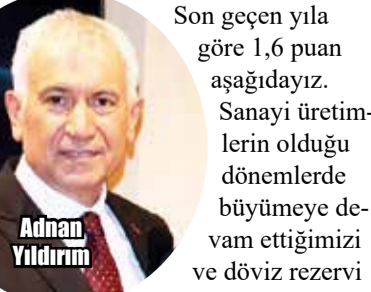 Son geçen yıla
göre 1,6 puan
aşağıdayız.
Sanayi üretim-
lerin olduğu
dönemlerde
büyümeye de-
vam ettiğimizi
ve döviz rezervi
Adnan
Yıldırım